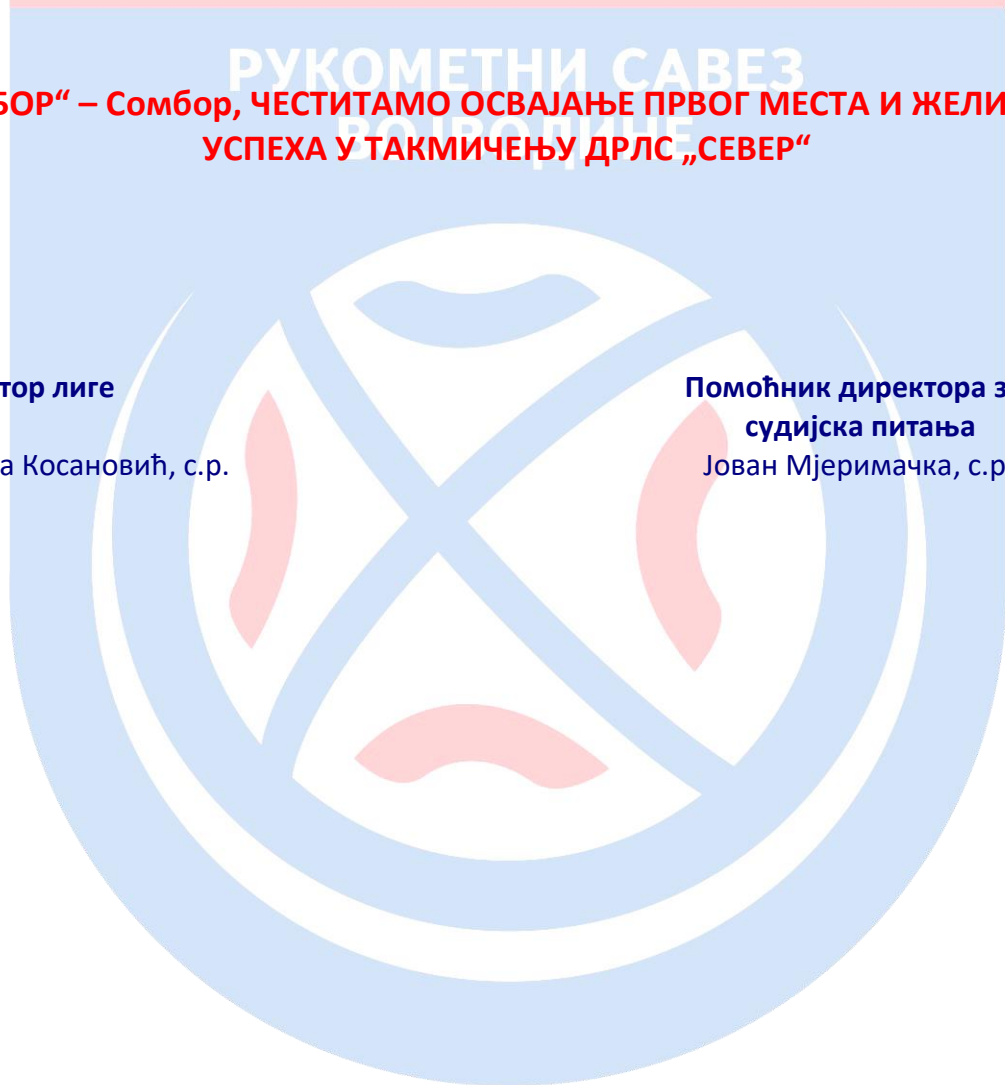 РУКОМЕТНИ САВЕЗ
ВОЈВОДИНЕ
БОР“ – Сомбор, ЧЕСТИТАМО ОСВАЈАЊЕ ПРВОГ МЕСТА И ЖЕЛИ
УСПЕХА У ТАКМИЧЕЊУ ДРЛС „СЕВЕР“
тор лиге
а Косановић, с.р.
Помоћник директора з
судијска питања
Јован Мјеримачка, с.р